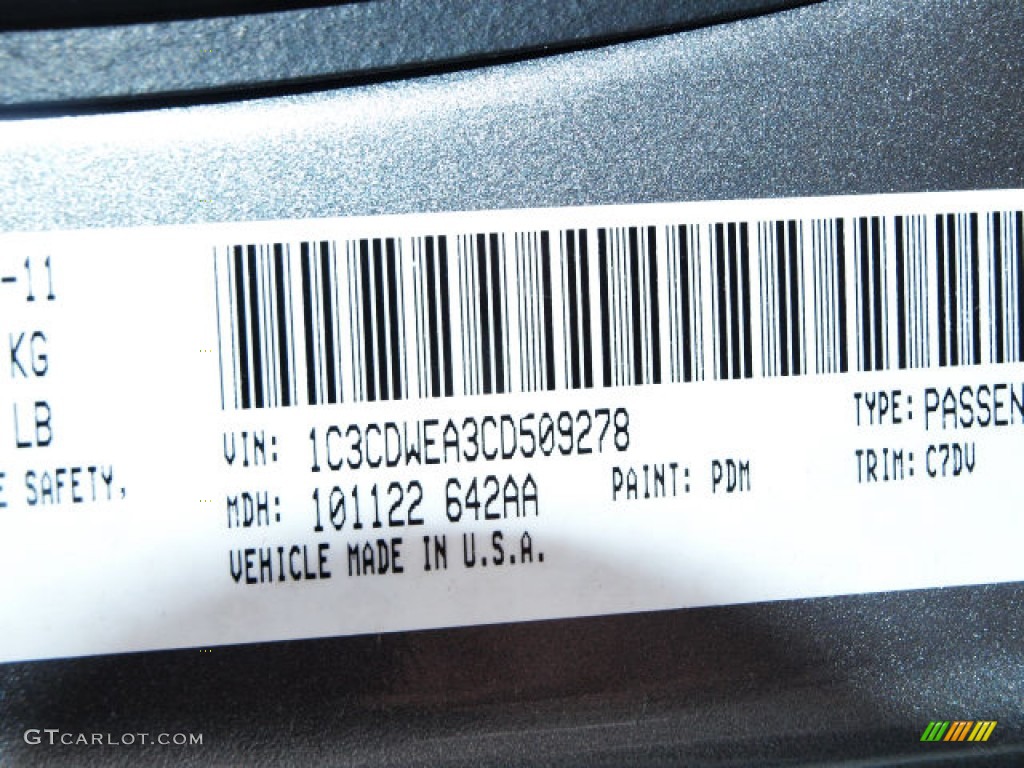 -11
KG
LB
E SAFETY,
VIN: 1C3CDWEA3CD509278
TYPE: PASSEN
MDH: 101122 642AA
PAINT: PDM
TRIM: C7DV
VEHICLE MADE IN U.S.A.
GTCARLOT.COM